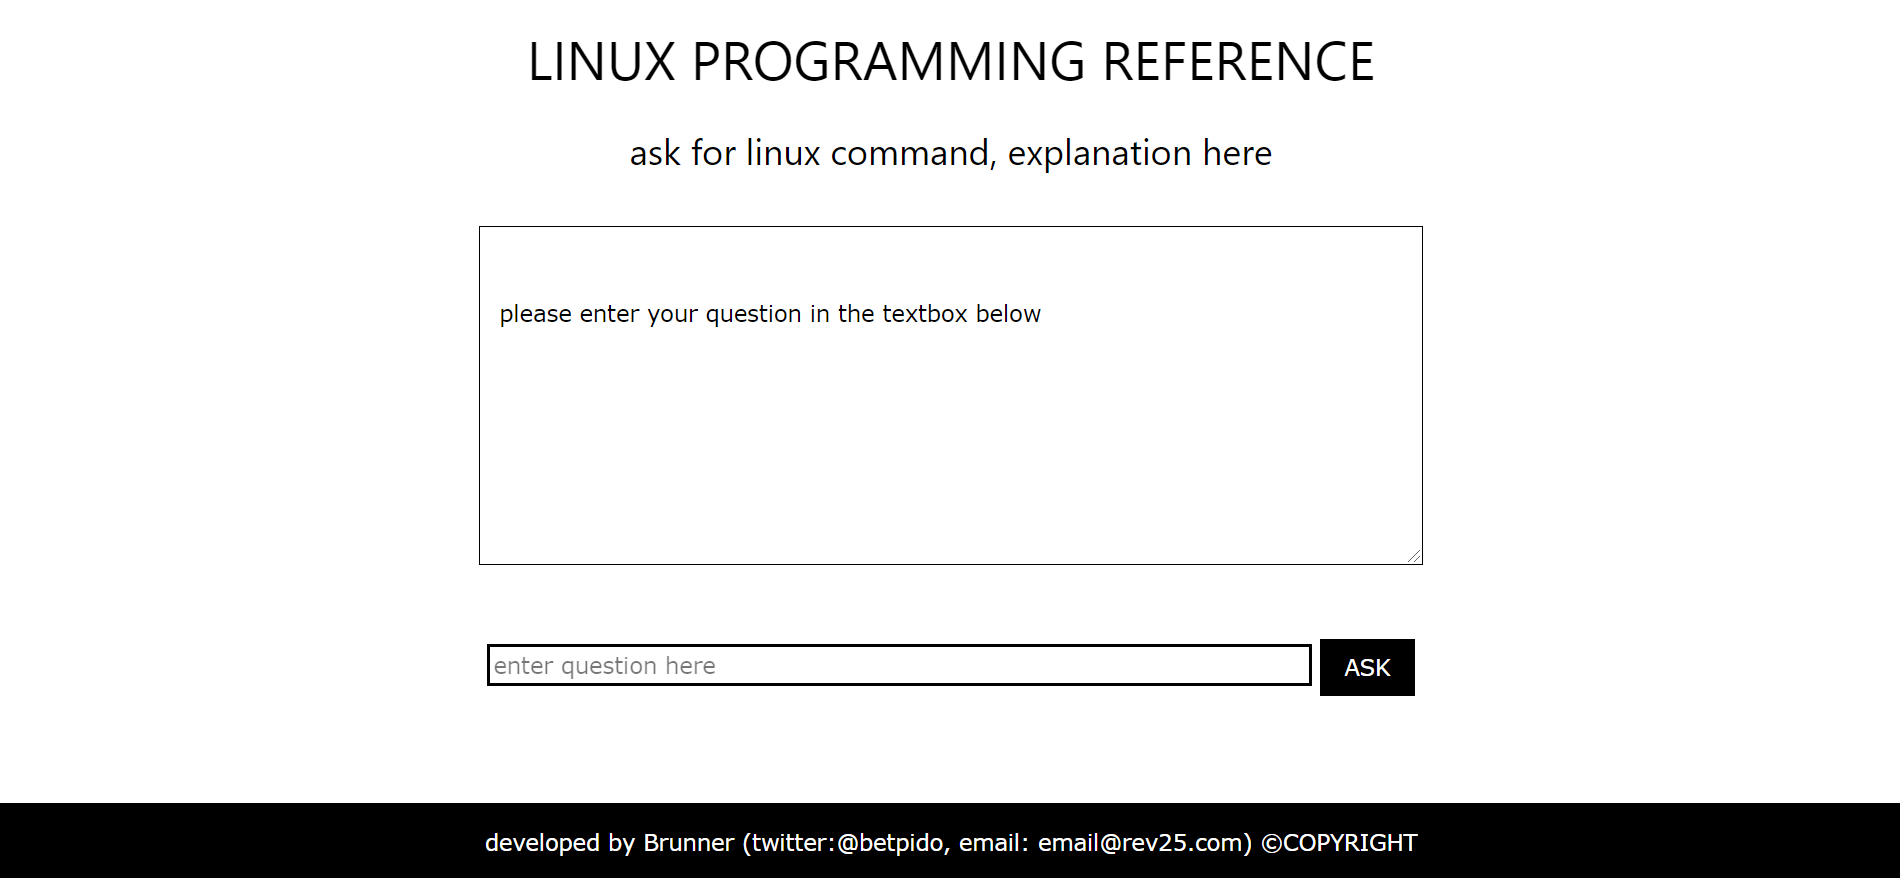 LINUX PROGRAMMING REFERENCE
ask for linux command, explanation here
please enter your question in the textbox below
enter question here
ASK
developed by Brunner (twitter:@betpido, email: email@rev25.com) ©COPYRIGHT